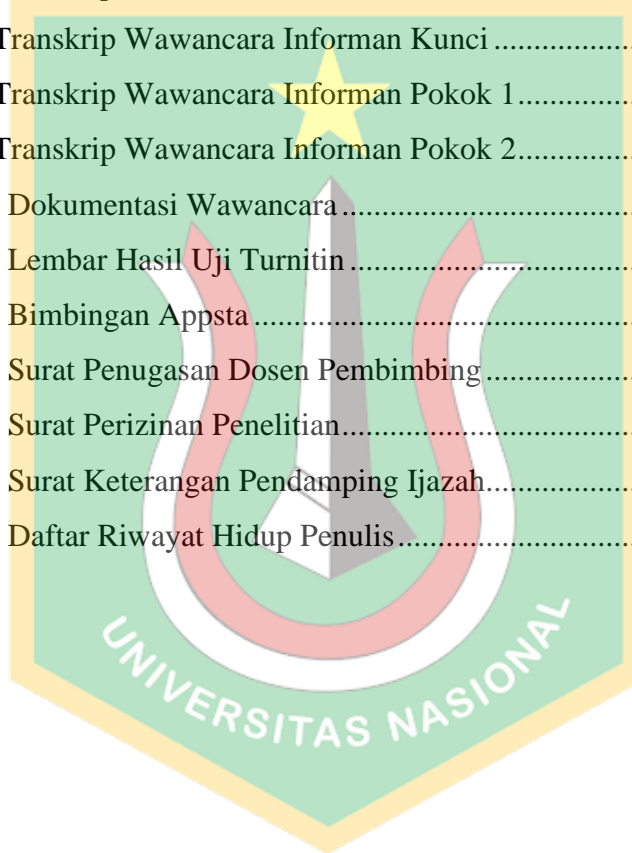 Transkrip Wawancara Informan Kunci....................
Transkrip Wawancara Informan Pokok 1.................
Transkrip Wawancara Informan Pokok 2.................
Dokumentasi Wawancara...........................................
Lembar Hasil Uji Turnitin..........................................
Bimbingan Appsta.......................................................
Surat Penugasan Dosen Pembimbing......................
Surat Perizinan Penelitian...........................................
Surat Keterangan Pendamping Ijazah......................
Daftar Riwayat Hidup Penulis....................................
UNIVERSITAS NASIONAL